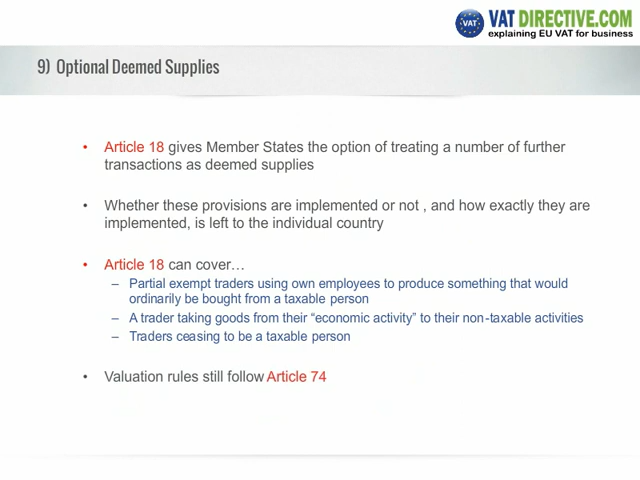 VAT
VAT DIRECTIVE.COM
explaining EU VAT for business
9) Optional Deemed Supplies
• Article 18 gives Member States the option of treating a number of further
transactions as deemed supplies
• Whether these provisions are implemented or not , and how exactly they are
implemented, is left to the individual country
• Article 18 can cover…
– Partial exempt traders using own employees to produce something that would
ordinarily be bought from a taxable person
– A trader taking goods from their “economic activity” to their non-taxable activities
– Traders ceasing to be a taxable person
• Valuation rules still follow Article 74